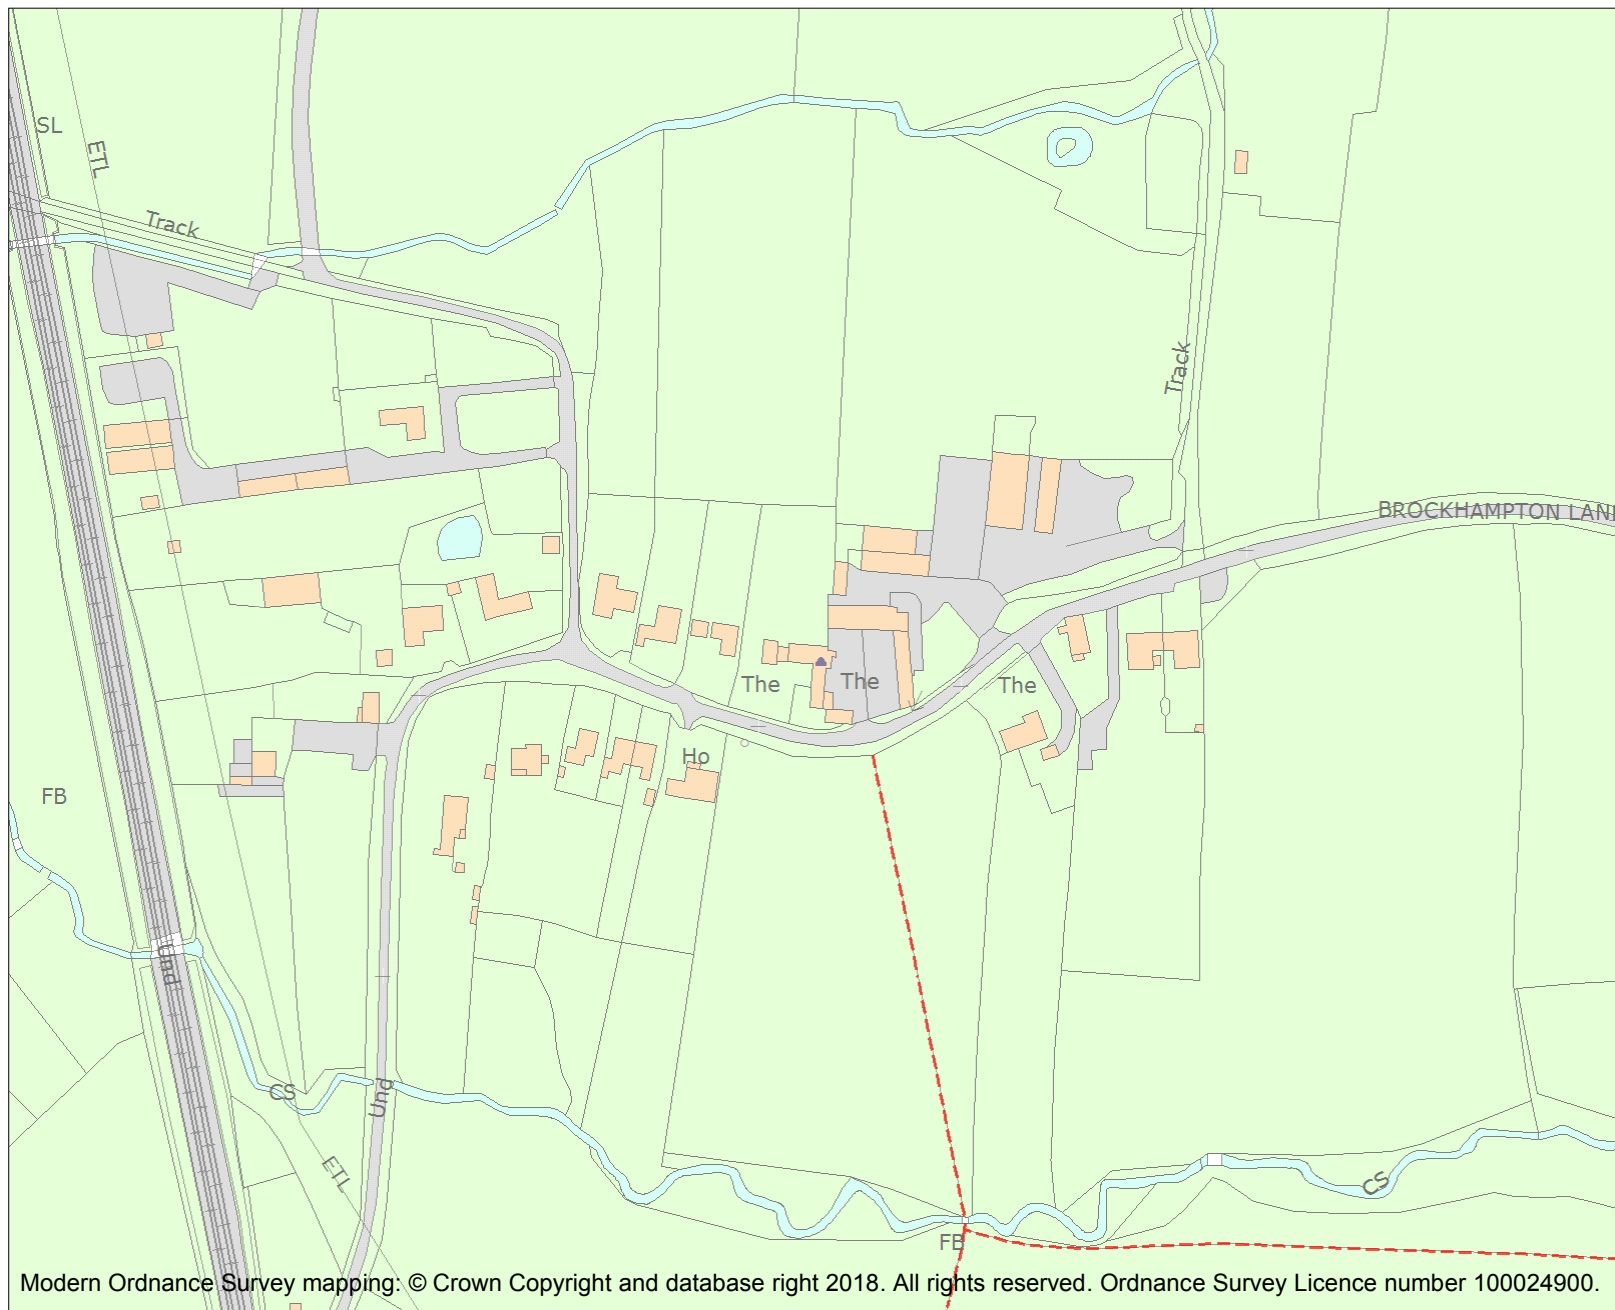 SL
ETL
Track
Track
BROCKHAMPTON LAN
The
The
The
Ho
FB
Und
CS
Und
ETL
CS
FB
Modern Ordnance Survey mapping: © Crown Copyright and database right 2018. All rights reserved. Ordnance Survey Licence number 100024900.